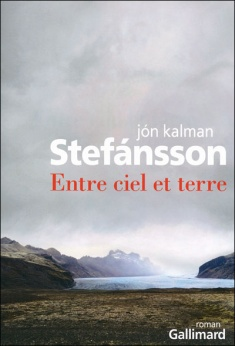 jón kalman
Stefánsson
Entre ciel et terre
roman
Gallimard